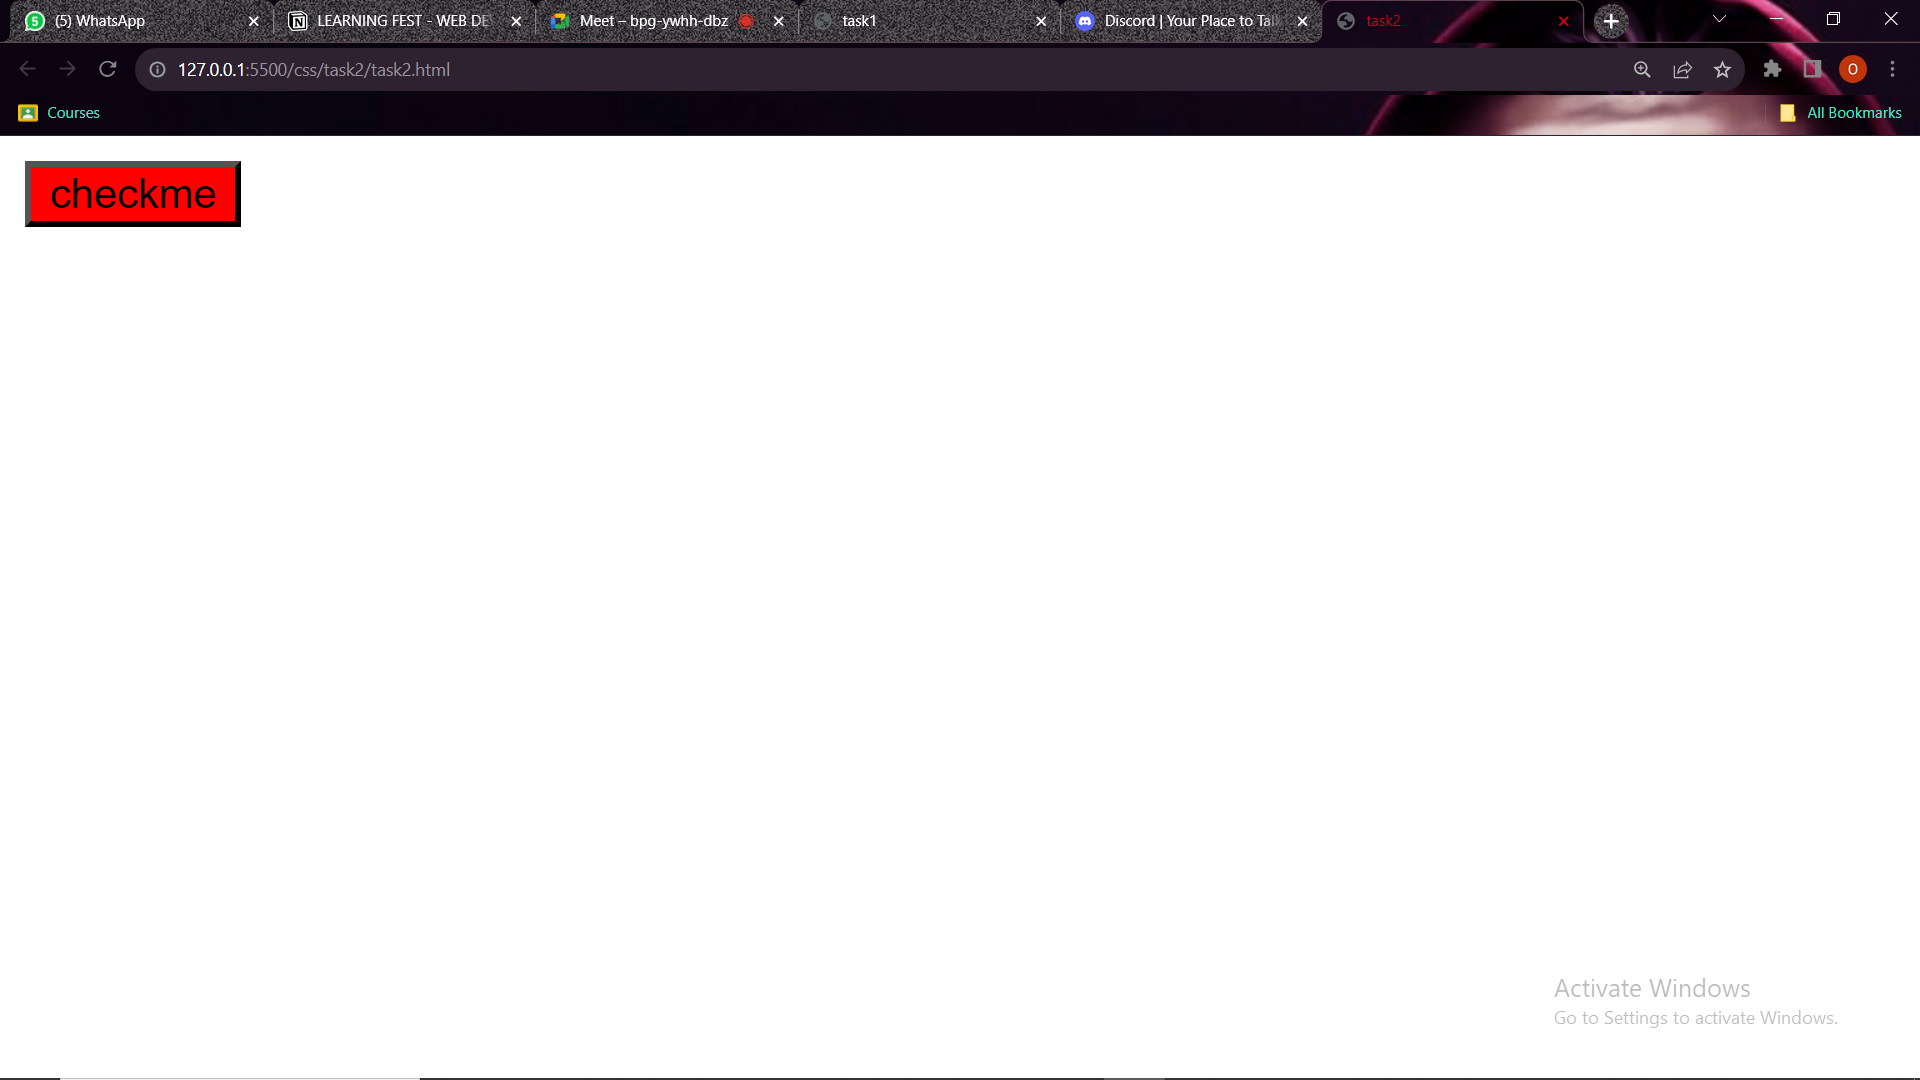 (5) WhatsApp
LEARNING FEST - WEB DE
Meet – bpg-ywhh-dbz
task1
Discord | Your Place to Tal
task2
127.0.0.1:5500/css/task2/task2.html
O
Courses
All Bookmarks
checkme
Activate Windows
Go to Settings to activate Windows.